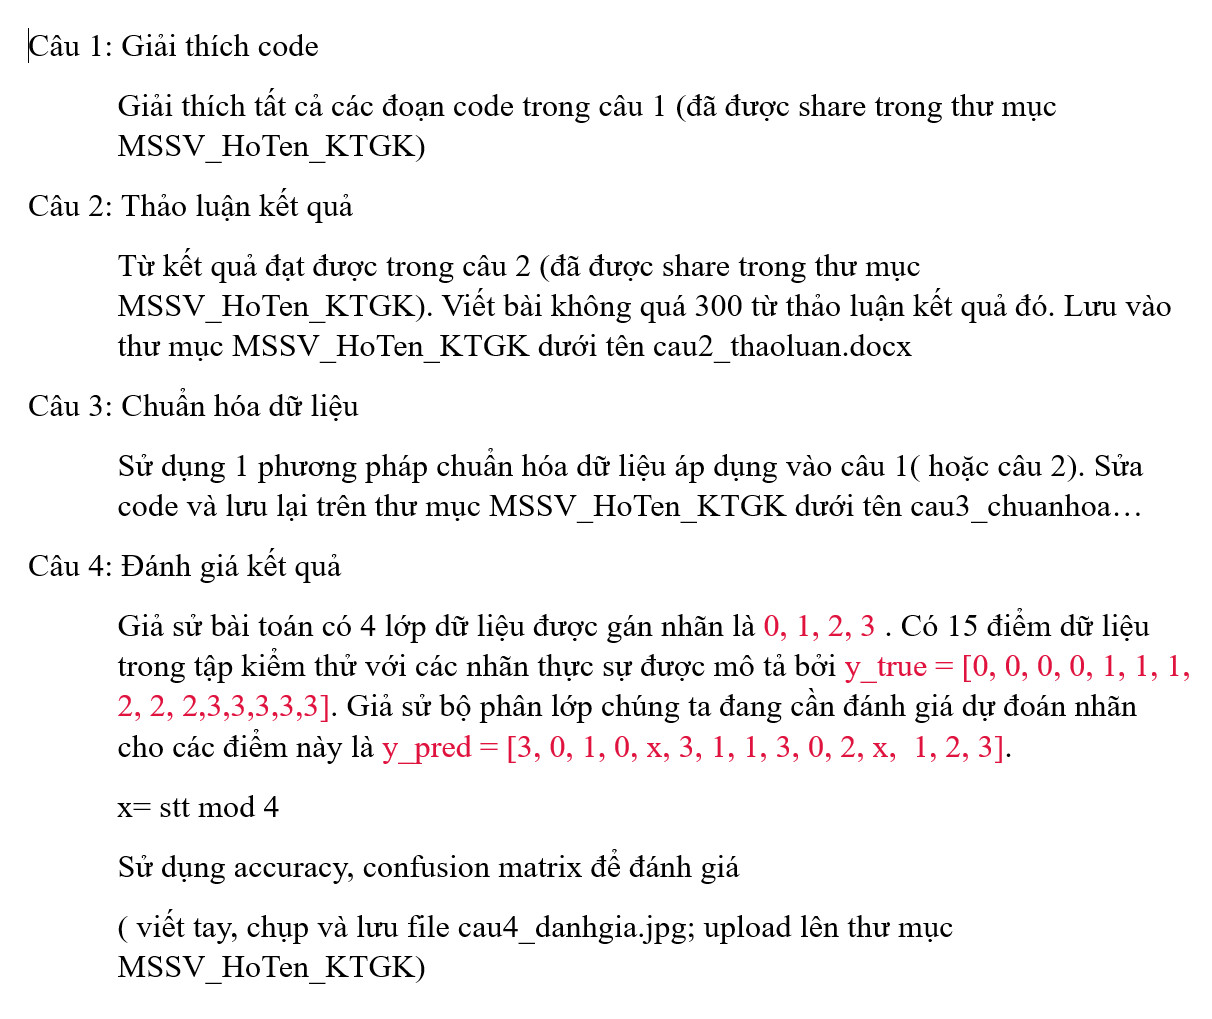 Câu 1: Giải thích code
Giải thích tất cả các đoạn code trong câu 1 (đã được share trong thư mục
MSSV_HoTen_KTGK)
Câu 2: Thảo luận kết quả
Từ kết quả đạt được trong câu 2 (đã được share trong thư mục
MSSV_HoTen_KTGK). Viết bài không quá 300 từ thảo luận kết quả đó. Lưu vào
thư mục MSSV_HoTen_KTGK dưới tên cau2_thaoluan.docx
Câu 3: Chuẩn hóa dữ liệu
Sử dụng 1 phương pháp chuẩn hóa dữ liệu áp dụng vào câu 1( hoặc câu 2). Sửa
code và lưu lại trên thư mục MSSV_HoTen_KTGK dưới tên cau3_chuanhoa…
Câu 4: Đánh giá kết quả
Giả sử bài toán có 4 lớp dữ liệu được gán nhãn là 0, 1, 2, 3 . Có 15 điểm dữ liệu
trong tập kiểm thử với các nhãn thực sự được mô tả bởi y_true = [0, 0, 0, 0, 1, 1, 1,
2, 2, 2,3,3,3,3,3]. Giả sử bộ phân lớp chúng ta đang cần đánh giá dự đoán nhãn
cho các điểm này là y_pred = [3, 0, 1, 0, x, 3, 1, 1, 3, 0, 2, x,  1, 2, 3].
x= stt mod 4
Sử dụng accuracy, confusion matrix để đánh giá
( viết tay, chụp và lưu file cau4_danhgia.jpg; upload lên thư mục
MSSV_HoTen_KTGK)